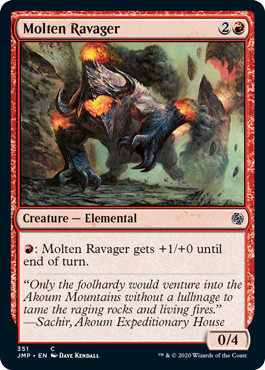 Molten Ravager 2
Creature — Elemental
: Molten Ravager gets +1/+0 until
end of turn.
“Only the foolhardy would venture into the
Akoum Mountains without a lullmage to
tame the raging rocks and living fires.”
—Sachir, Akoum Expeditionary House
0/4
351 C
JMP • EN Dave Kendall
™ & © 2020 Wizards of the Coast